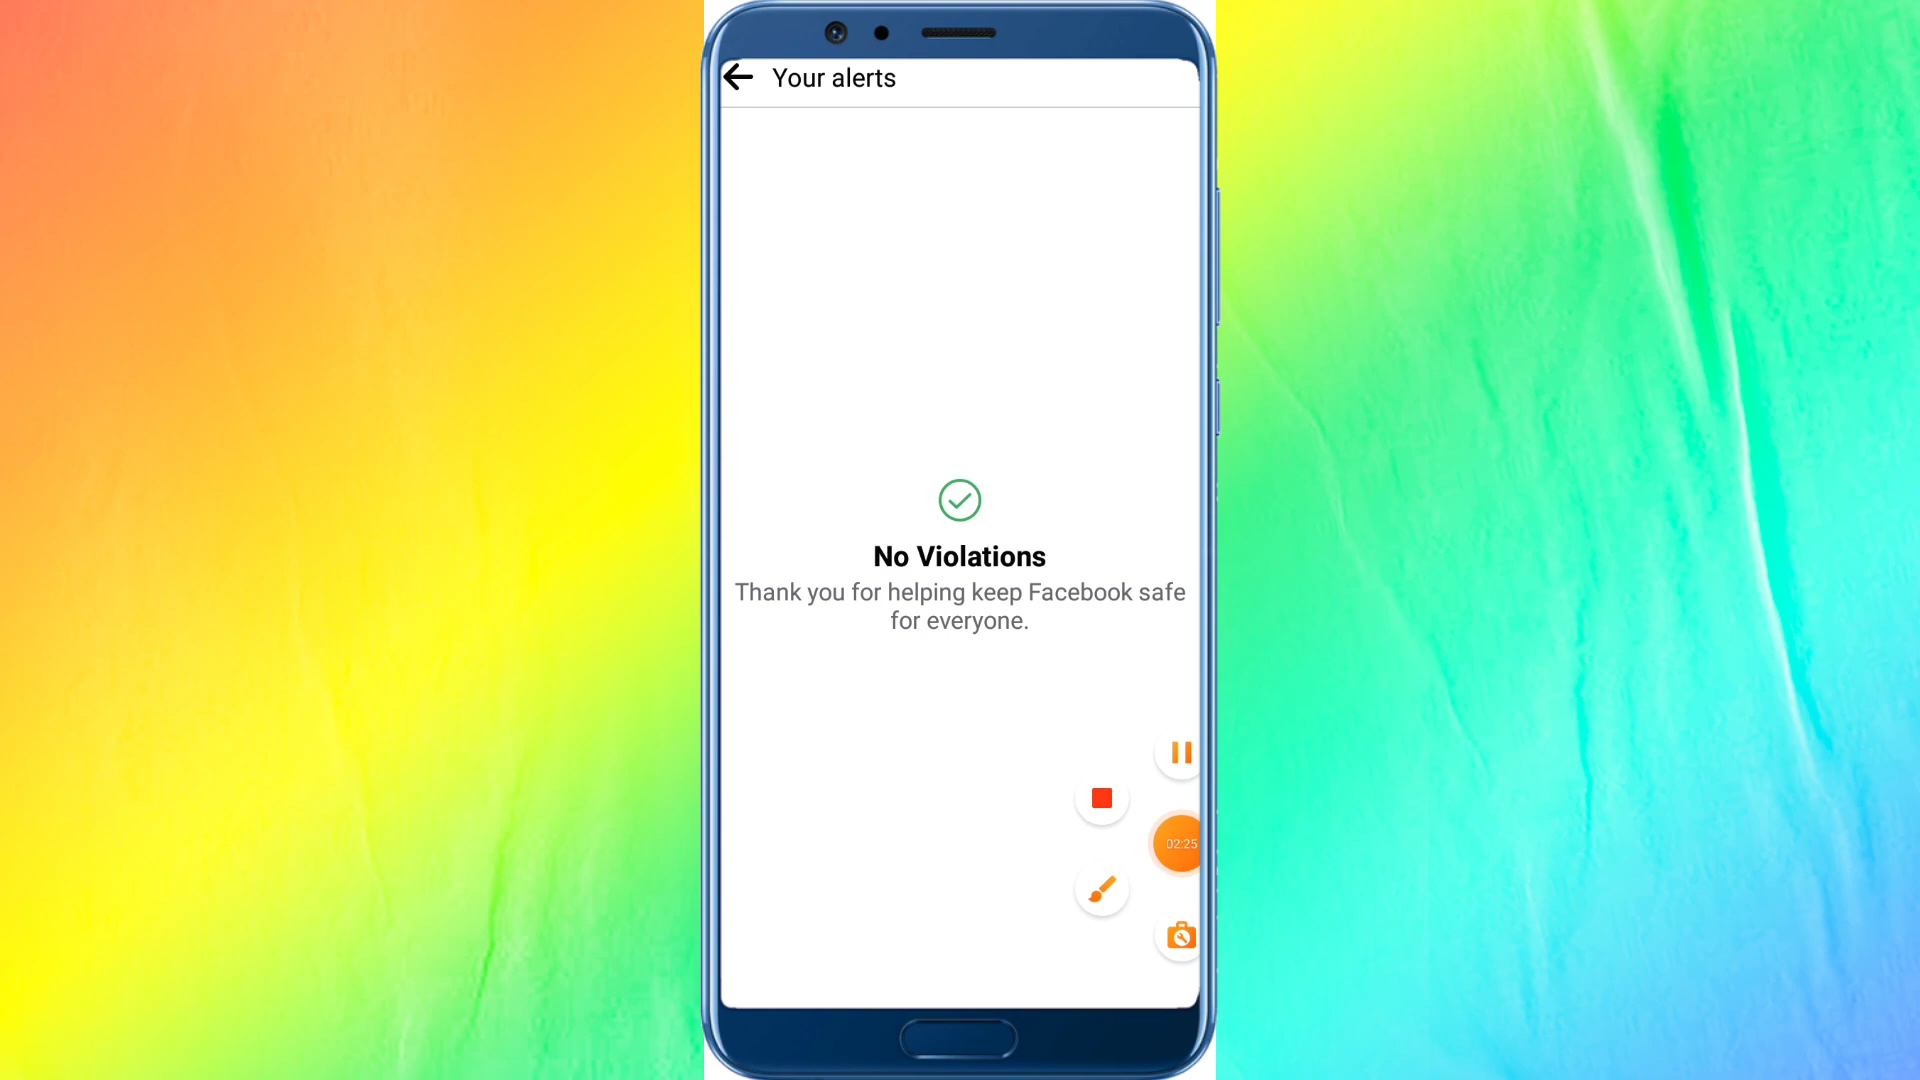 Your alerts
No Violations
Thank you for helping keep Facebook safe
for everyone.
02:25